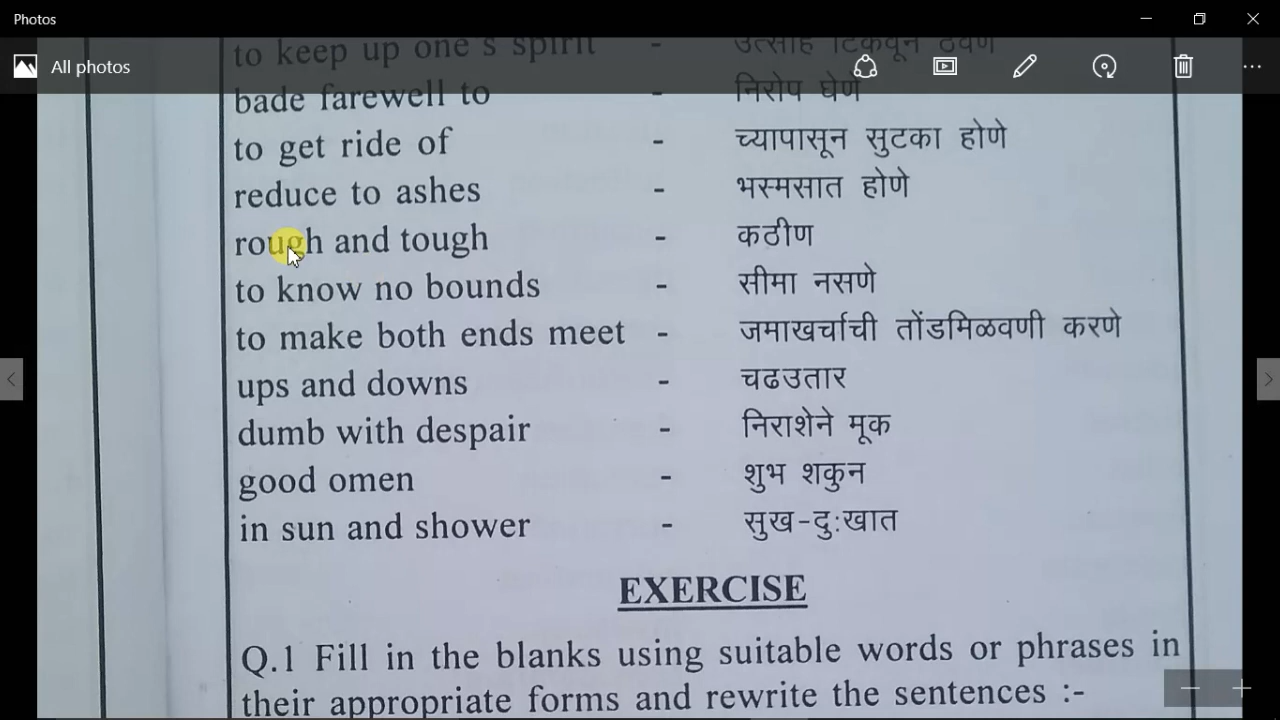 Photos
All photos
to keep up one's spirit - उत्साह टिकवून ठेवणे
bade farewell to - निरोप घेणे
to get ride of - च्यापासून सुटका होणे
reduce to ashes - भस्मसात होणे
rough and tough - कठीण
to know no bounds - सीमा नसणे
to make both ends meet - जमाखर्चाची तोंडमिळवणी करणे
ups and downs - चढउतार
dumb with despair - निराशेने मूक
good omen - शुभ शकुन
in sun and shower - सुख-दु:खात
EXERCISE
Q.1 Fill in the blanks using suitable words or phrases in
their appropriate forms and rewrite the sentences :-